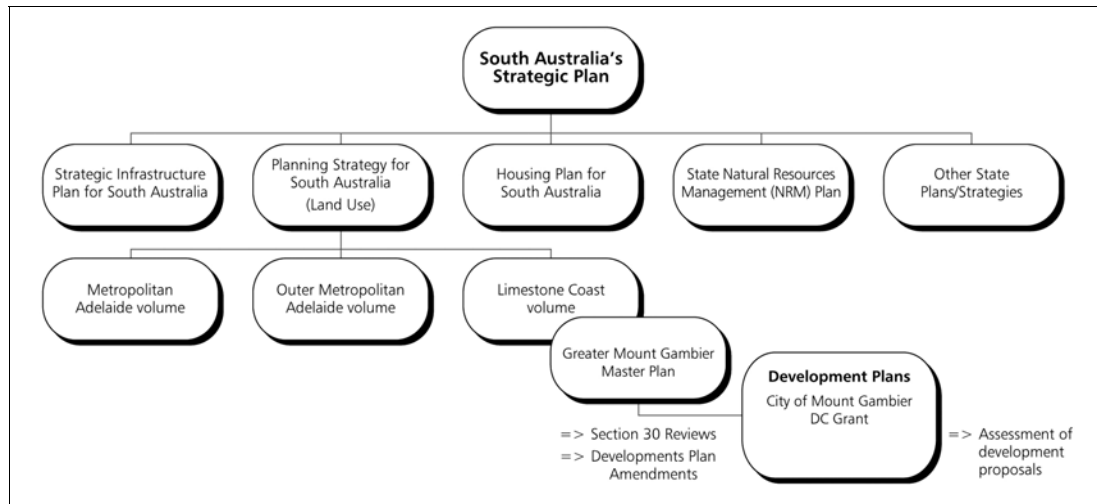 South Australia's
Strategic Plan
Strategic Infrastructure
Plan for South Australia
Planning Strategy for
South Australia
(Land Use)
Housing Plan for
South Australia
State Natural Resources
Management (NRM) Plan
Other State
Plans/Strategies
Metropolitan
Adelaide volume
Outer Metropolitan
Adelaide volume
Limestone Coast
volume
Greater Mount Gambier
Master Plan
Development Plans
City of Mount Gambier
DC Grant
=> Section 30 Reviews
=> Developments Plan
Amendments
=> Assessment of
development
proposals